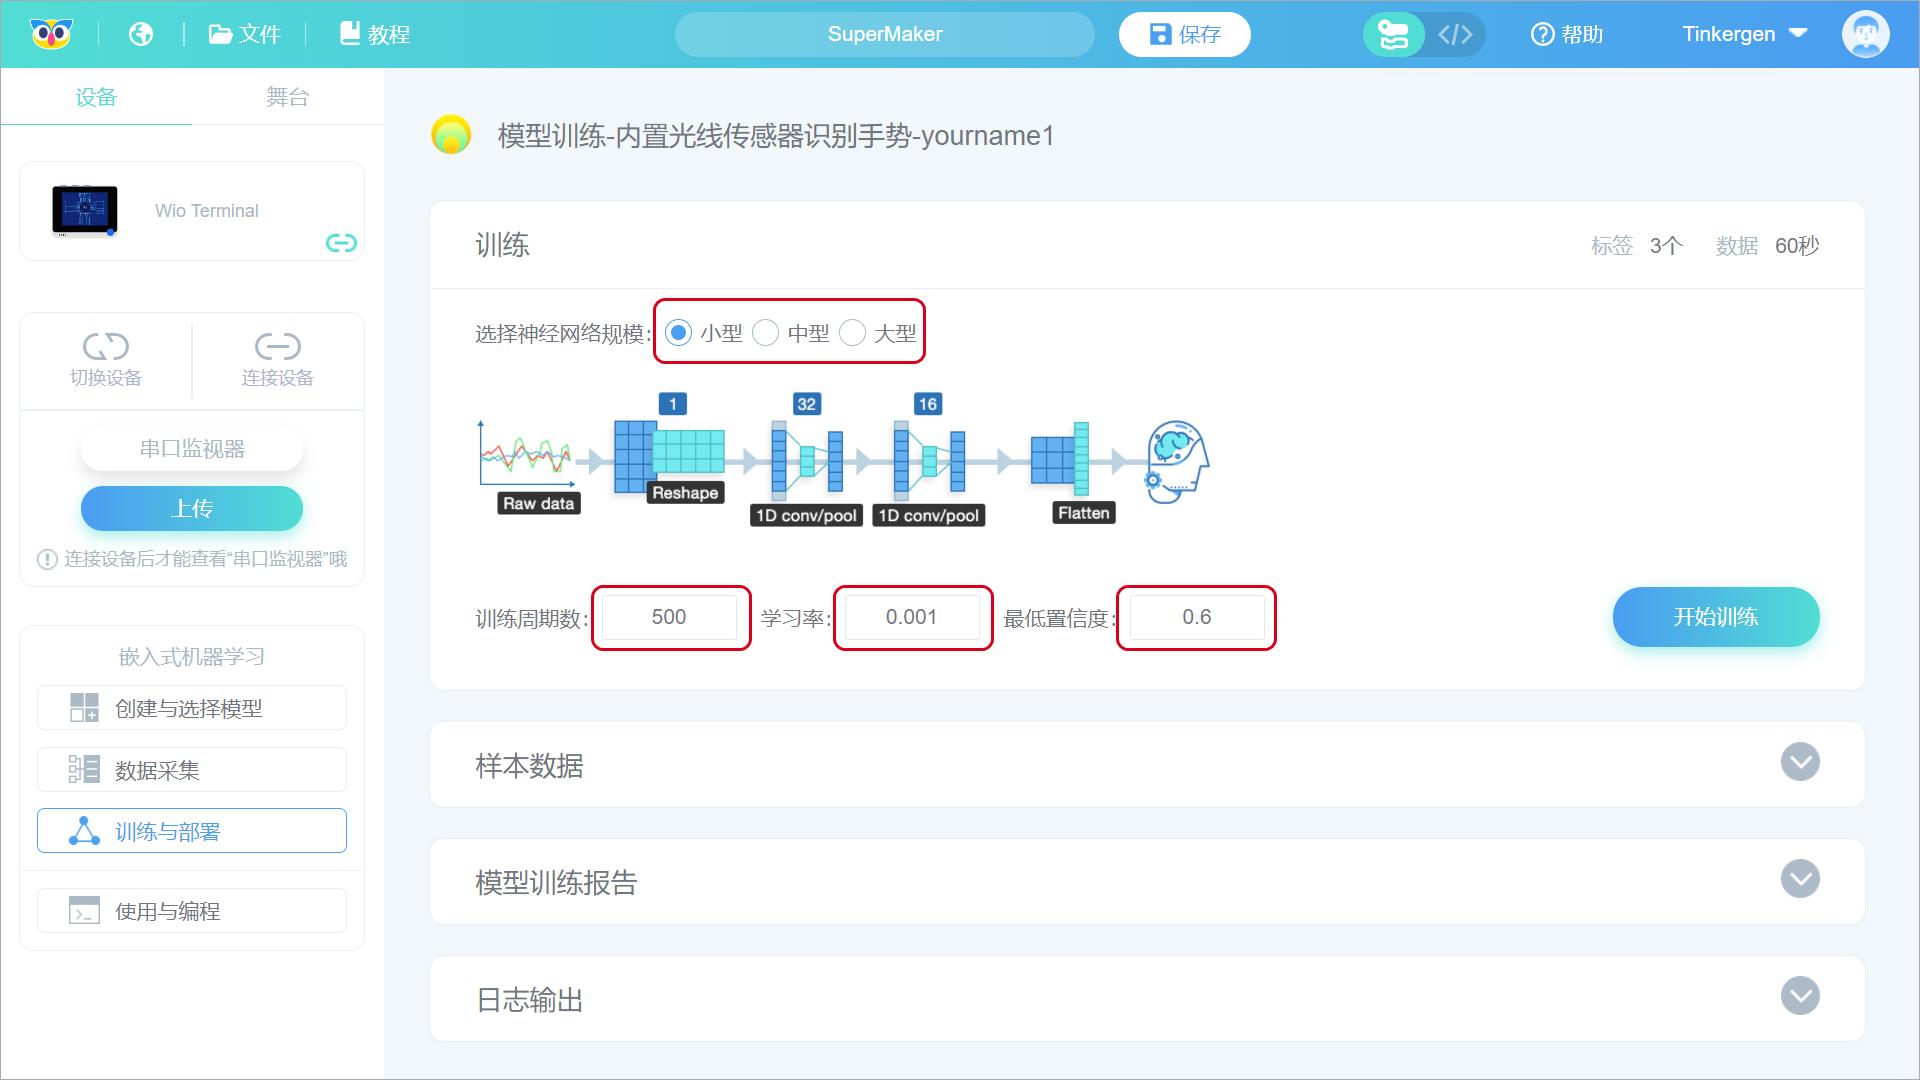 文件
教程
SuperMaker
保存
帮助
Tinkergen
设备
舞台
Wio Terminal
切换设备
连接设备
串口监视器
上传
连接设备后才能查看“串口监视器”哦
嵌入式机器学习
创建与选择模型
数据采集
训练与部署
使用与编程
模型训练-内置光线传感器识别手势-yourname1
训练
标签 3个 数据 60秒
选择神经网络规模: 小型 中型 大型
1 32 16
Raw data
Reshape
1D conv/pool
1D conv/pool
Flatten
训练周期数: 500 学习率: 0.001 最低置信度: 0.6
开始训练
样本数据
模型训练报告
日志输出